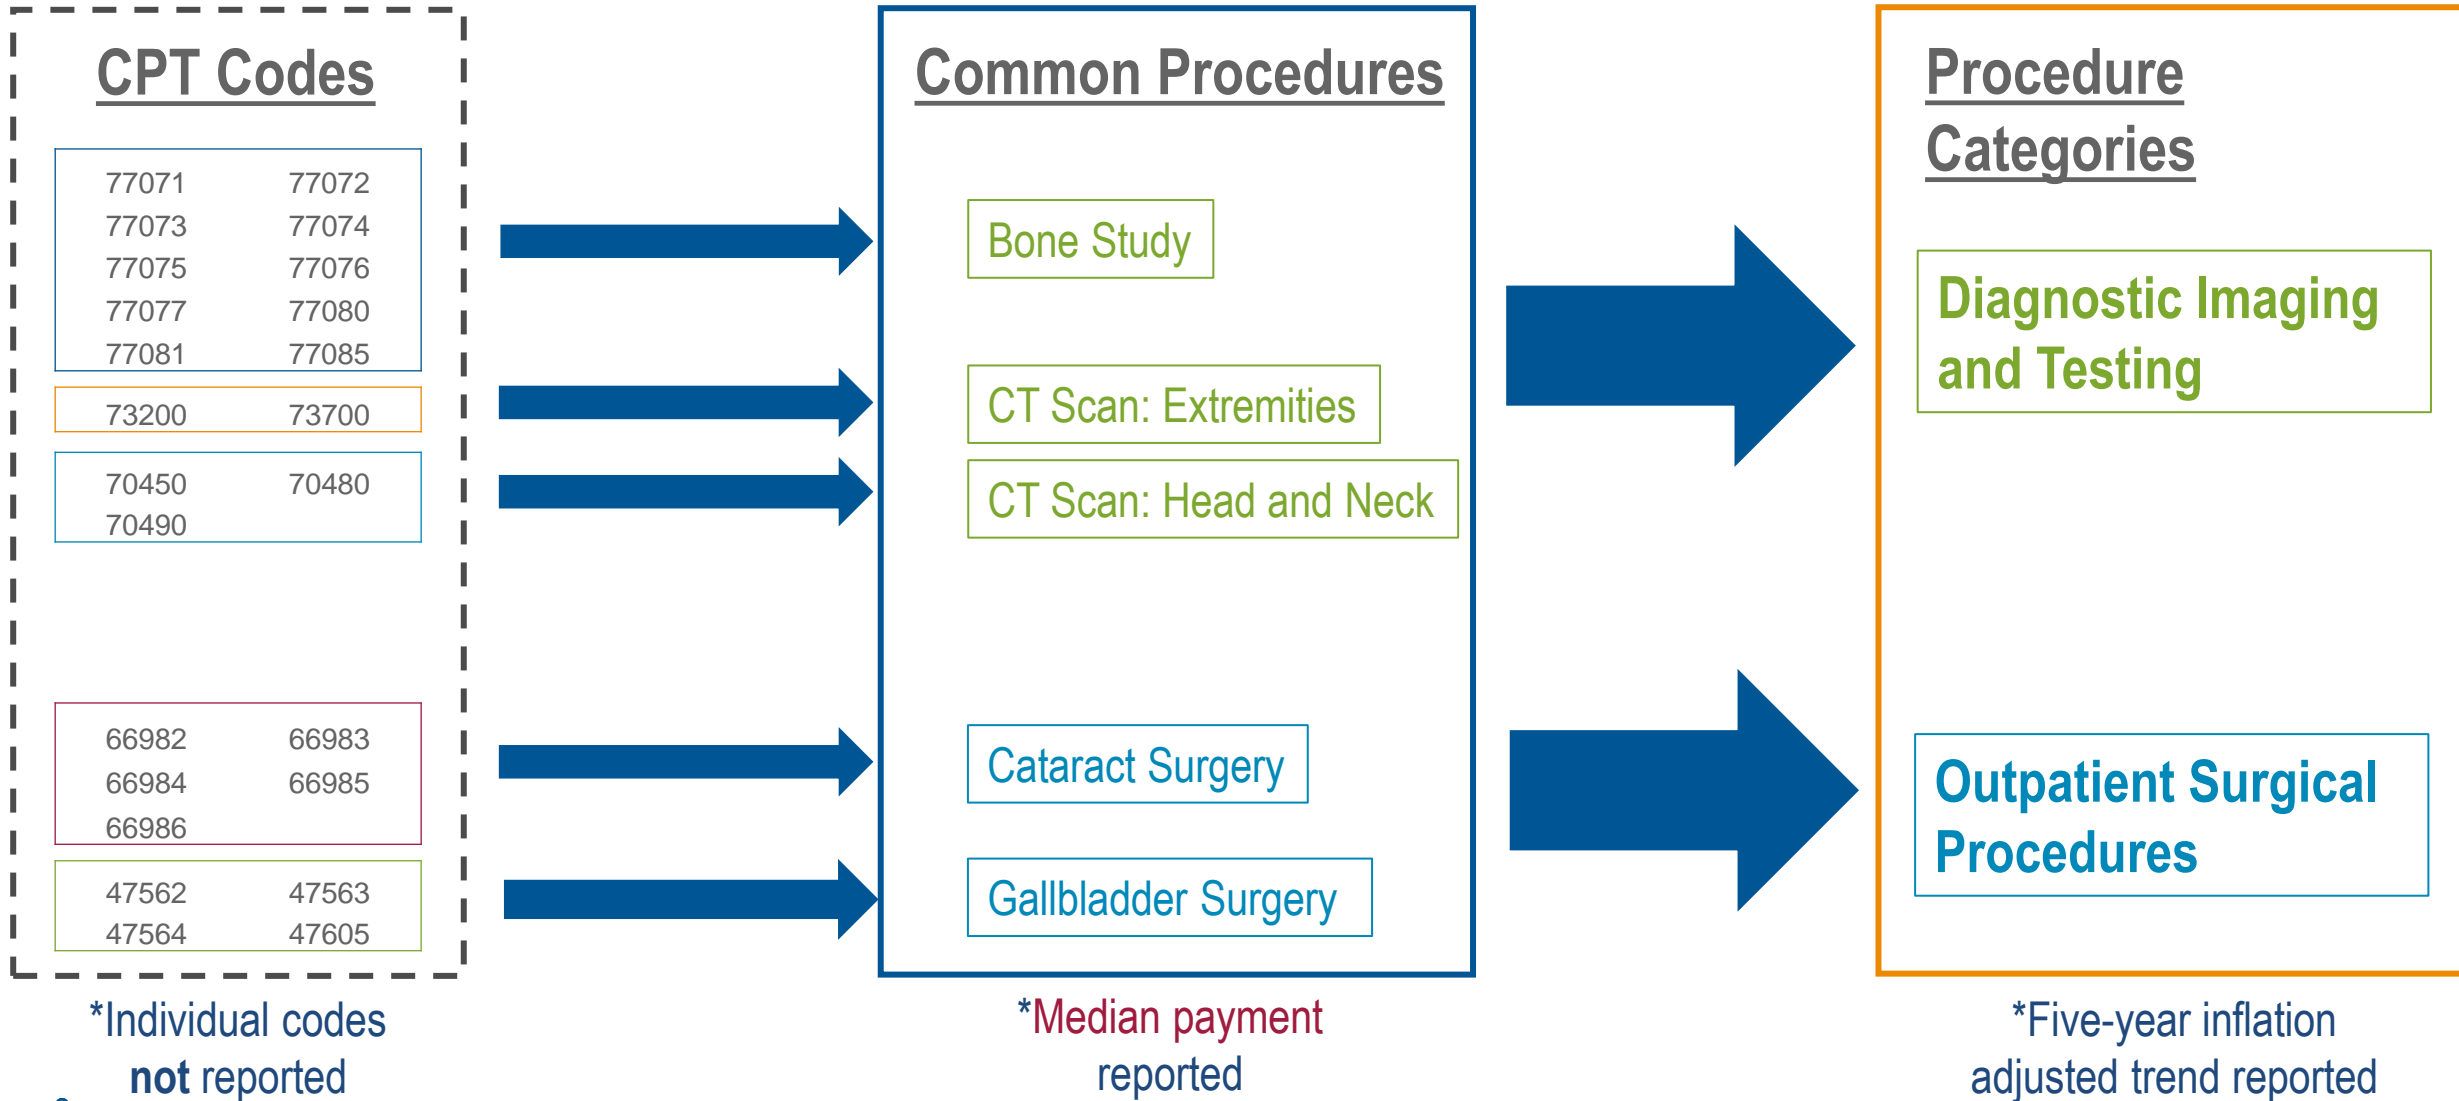 CPT Codes
77071 77072
77073 77074
77075 77076
77077 77080
77081 77085
73200 73700
70450 70480
70490
66982 66983
66984 66985
66986
47562 47563
47564 47605
*Individual codes
not reported
Common Procedures
Bone Study
CT Scan: Extremities
CT Scan: Head and Neck
Cataract Surgery
Gallbladder Surgery
*Median payment
reported
Procedure
Categories
Diagnostic Imaging
and Testing
Outpatient Surgical
Procedures
*Five-year inflation
adjusted trend reported